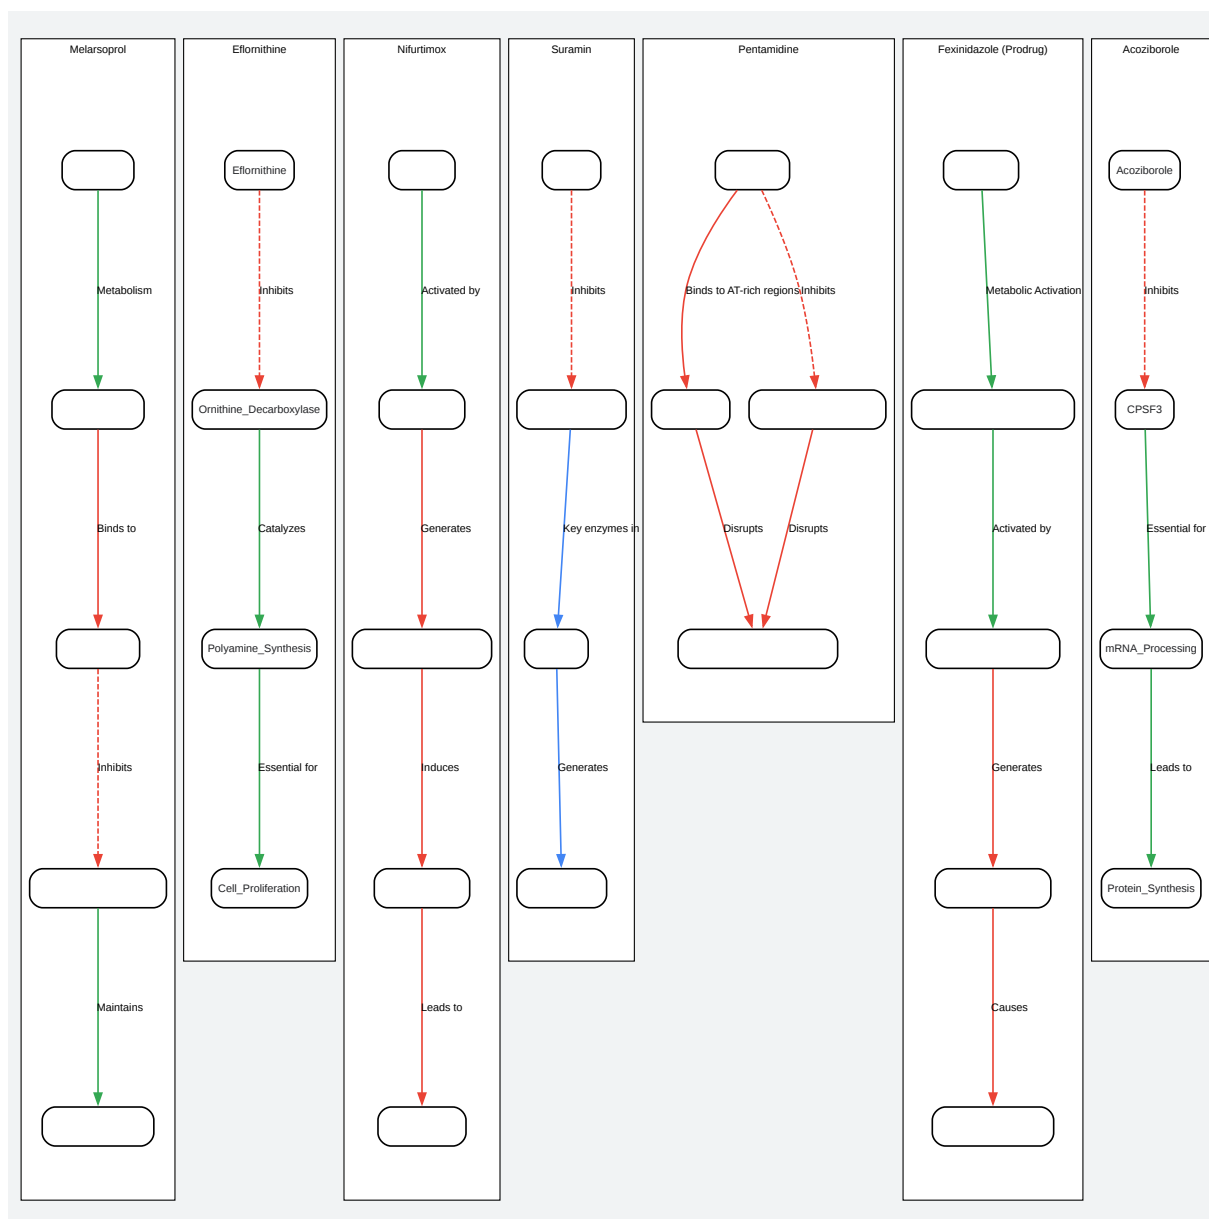 Melarsoprol
Eflornithine
Nifurtimox
Suramin
Pentamidine
Fexinidazole (Prodrug)
Acoziborole
Eflornithine
Acoziborole
Metabolism
Inhibits
Activated by
Inhibits
Binds to AT-rich regions
Inhibits
Metabolic Activation
Inhibits
Ornithine_Decarboxylase
CPSF3
Binds to
Catalyzes
Generates
Key enzymes in
Disrupts
Disrupts
Activated by
Essential for
Polyamine_Synthesis
mRNA_Processing
Inhibits
Essential for
Induces
Generates
Generates
Leads to
Cell_Proliferation
Protein_Synthesis
Maintains
Leads to
Causes